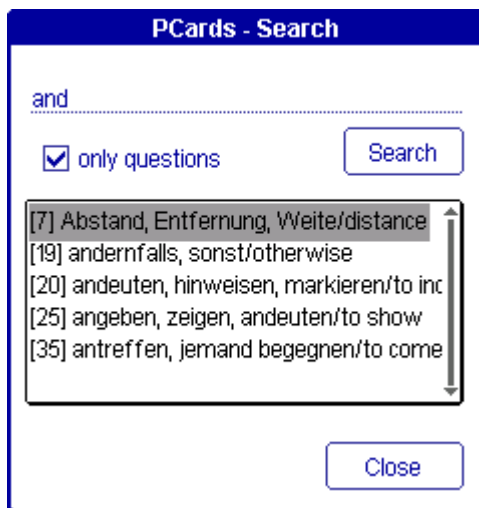 PCards - Search
and
only questions
Search
[7] Abstand, Entfernung, Weite/distance
[19] andernfalls, sonst/otherwise
[20] andeuten, hinweisen, markieren/to inc
[25] angeben, zeigen, andeuten/to show
[35] antreffen, jemand begegnen/to come
Close